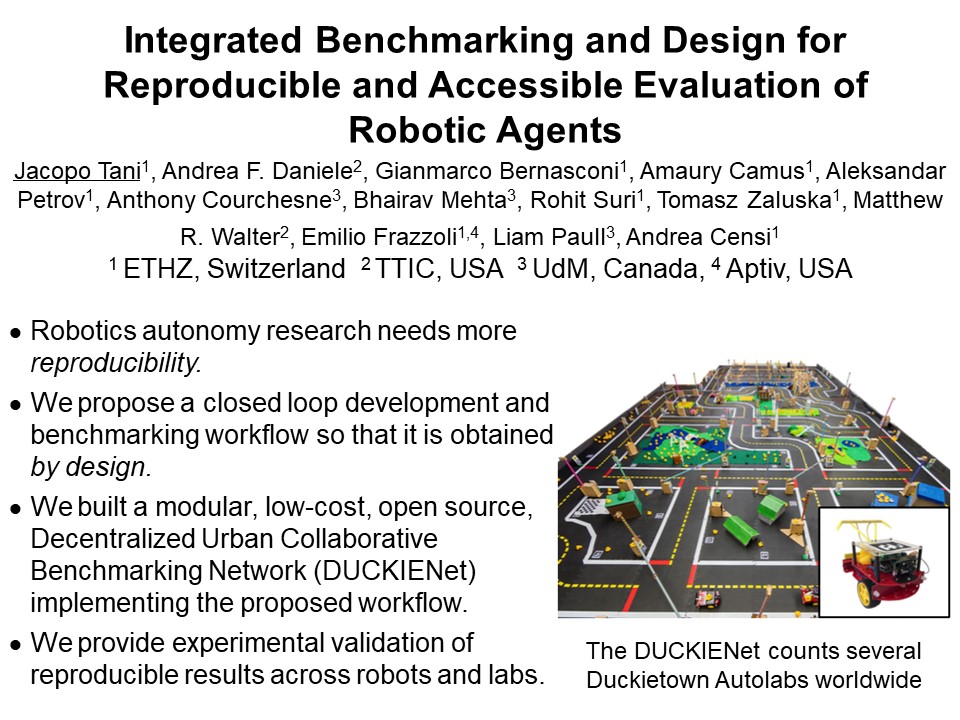 Integrated Benchmarking and Design for
Reproducible and Accessible Evaluation of
Robotic Agents
Jacopo Tani1, Andrea F. Daniele2, Gianmarco Bernasconi1, Amaury Camus1, Aleksandar
Petrov1, Anthony Courchesne3, Bhairav Mehta3, Rohit Suri1, Tomasz Zaluska1, Matthew
R. Walter2, Emilio Frazzoli1,4, Liam Paull3, Andrea Censi1
1 ETHZ, Switzerland 2 TTIC, USA 3 UdM, Canada, 4 Aptiv, USA
● Robotics autonomy research needs more
reproducibility.
● We propose a closed loop development and
benchmarking workflow so that it is obtained
by design.
● We built a modular, low-cost, open source,
Decentralized Urban Collaborative
Benchmarking Network (DUCKIENet)
implementing the proposed workflow.
● We provide experimental validation of
reproducible results across robots and labs.
The DUCKIENet counts several
Duckietown Autolabs worldwide